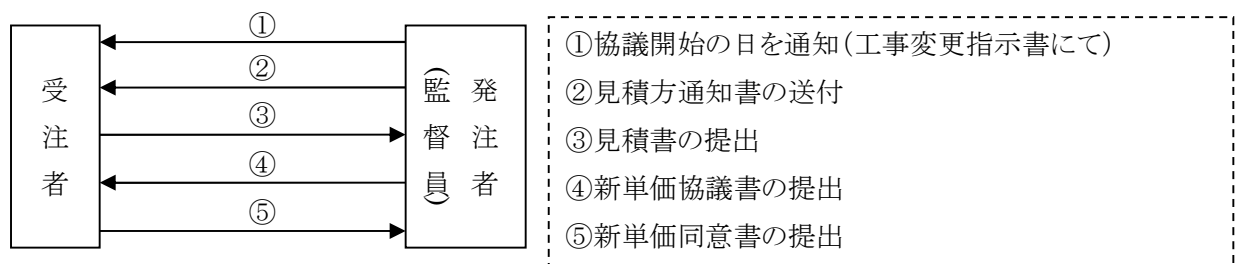 受注者
①
②
③
④
⑤
発注者
(監督員)
①協議開始の日を通知(工事変更指示書にて)
②見積方通知書の送付
③見積書の提出
④新単価協議書の提出
⑤新単価同意書の提出